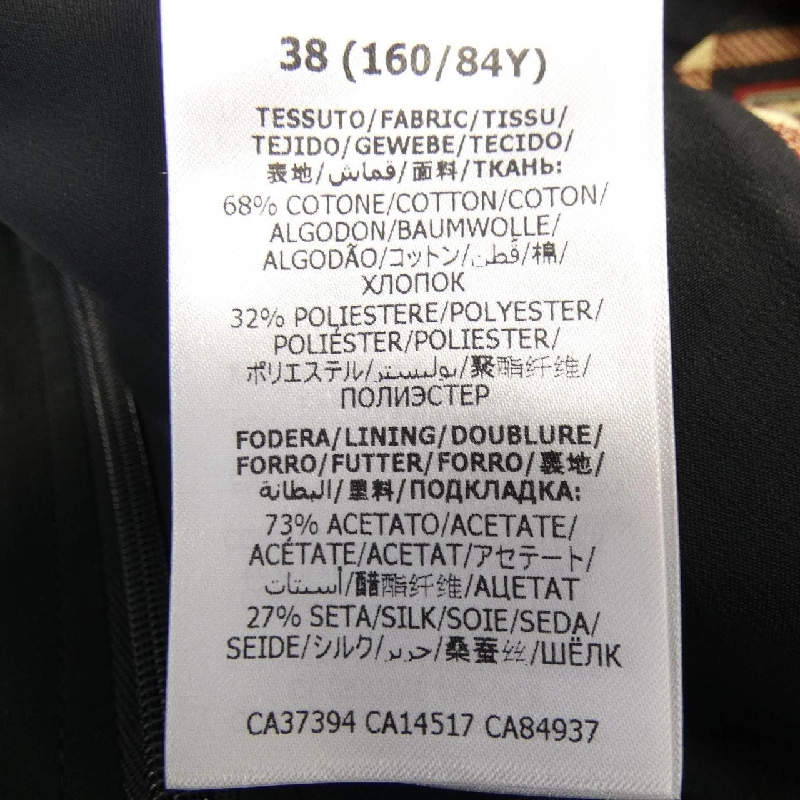 38 (160/84Y)
TESSUTO/FABRIC/TISSU/
TEJIDO/GEWEBE/TECIDO/
表地/قماش/面料/ТКАНЬ:
68% COTONE/COTTON/COTON/
ALGODON/BAUMWOLLE/
ALGODÃO/コットン/قطن/棉/
ХЛОПОК
32% POLIESTERE/POLYESTER/
POLIÉSTER/POLIESTER/
ポリエステル/بوليستر/聚酯纤维/
ПОЛИЭСТЕР
FODERA/LINING/DOUBLURE/
FORRO/FUTTER/FORRO/裏地/
البطانة/里料/ПОДКЛАДКА:
73% ACETATO/ACETATE/
ACÉTATE/ACETAT/アセテート/
أسيتات/醋酯纤维/АЦЕТАТ
27% SETA/SILK/SOIE/SEDA/
SEIDE/シルク/حرير/桑蚕丝/ШЁЛК
CA37394 CA14517 CA84937